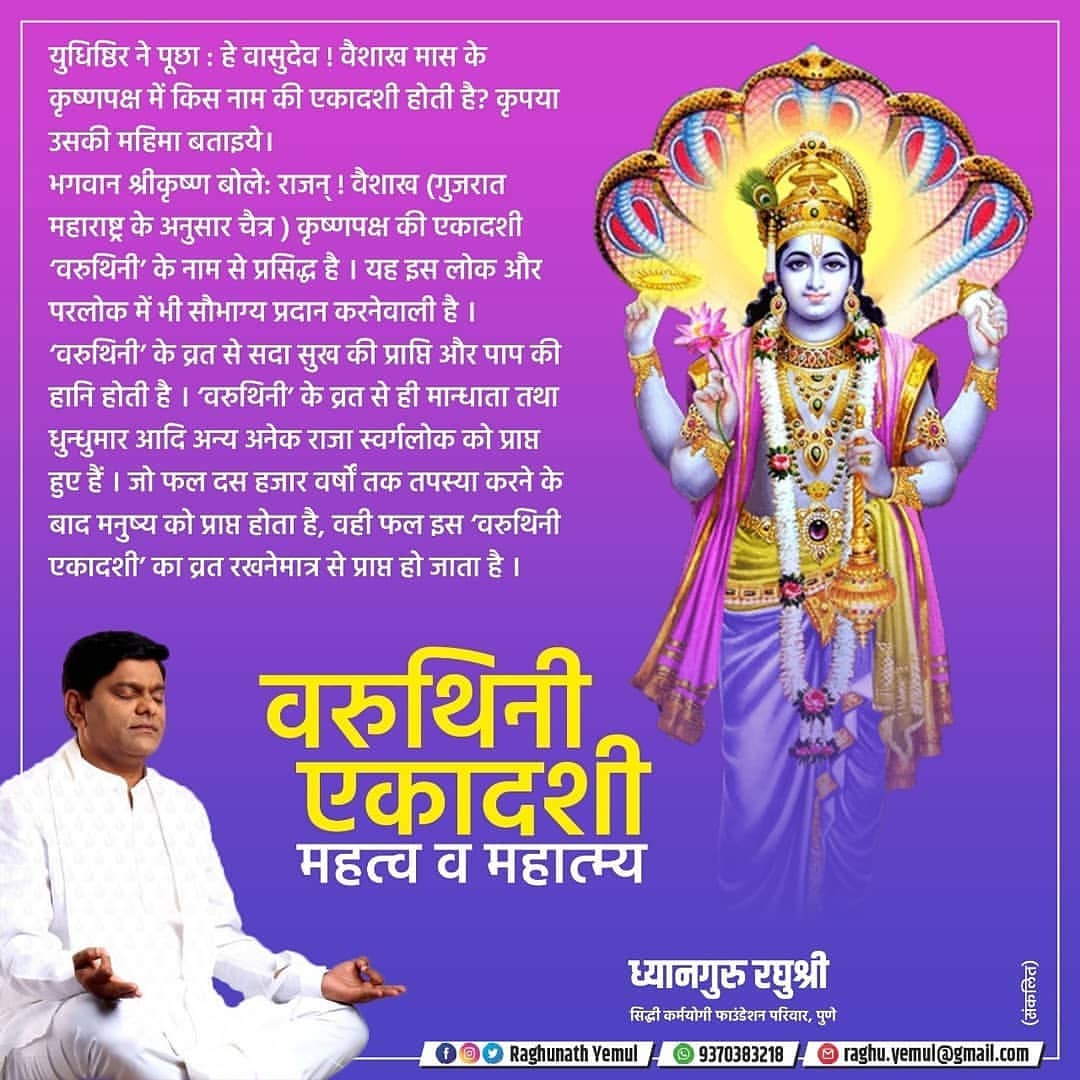 युधिष्ठिर ने पूछा : हे वासुदेव ! वैशाख मास के
कृष्णपक्ष में किस नाम की एकादशी होती है? कृपया
उसकी महिमा बताइये।
भगवान श्रीकृष्ण बोले: राजन् ! वैशाख (गुजरात
महाराष्ट्र के अनुसार चैत्र ) कृष्णपक्ष की एकादशी
‘वरुथिनी’ के नाम से प्रसिद्ध है । यह इस लोक और
परलोक में भी सौभाग्य प्रदान करनेवाली है ।
‘वरुथिनी’ के व्रत से सदा सुख की प्राप्ति और पाप की
हानि होती है । ‘वरुथिनी’ के व्रत से ही मान्धाता तथा
धुन्धुमार आदि अन्य अनेक राजा स्वर्गलोक को प्राप्त
हुए हैं । जो फल दस हजार वर्षों तक तपस्या करने के
बाद मनुष्य को प्राप्त होता है, वही फल इस ‘वरुथिनी
एकादशी’ का व्रत रखनेमात्र से प्राप्त हो जाता है ।
वरुथिनी
एकादशी
महत्व व महात्म्य
ध्यानगुरु रघुश्री
सिद्धी कर्मयोगी फाउंडेशन परिवार, पुणे
(संकलित)
Raghunath Yemul 9370383218 raghu.yemul@gmail.com